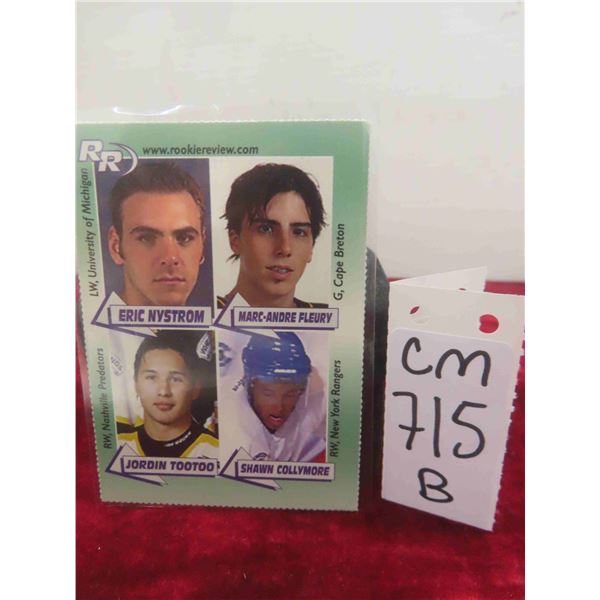 RR
www.rookiereview.com
LW, University of Michigan
G, Cape Breton
ERIC NYSTROM
MARC-ANDRE FLEURY
RW, Nashville Predators
RW, New York Rangers
JORDIN TOOTOO
SHAWN COLLYMORE
CM
715
B